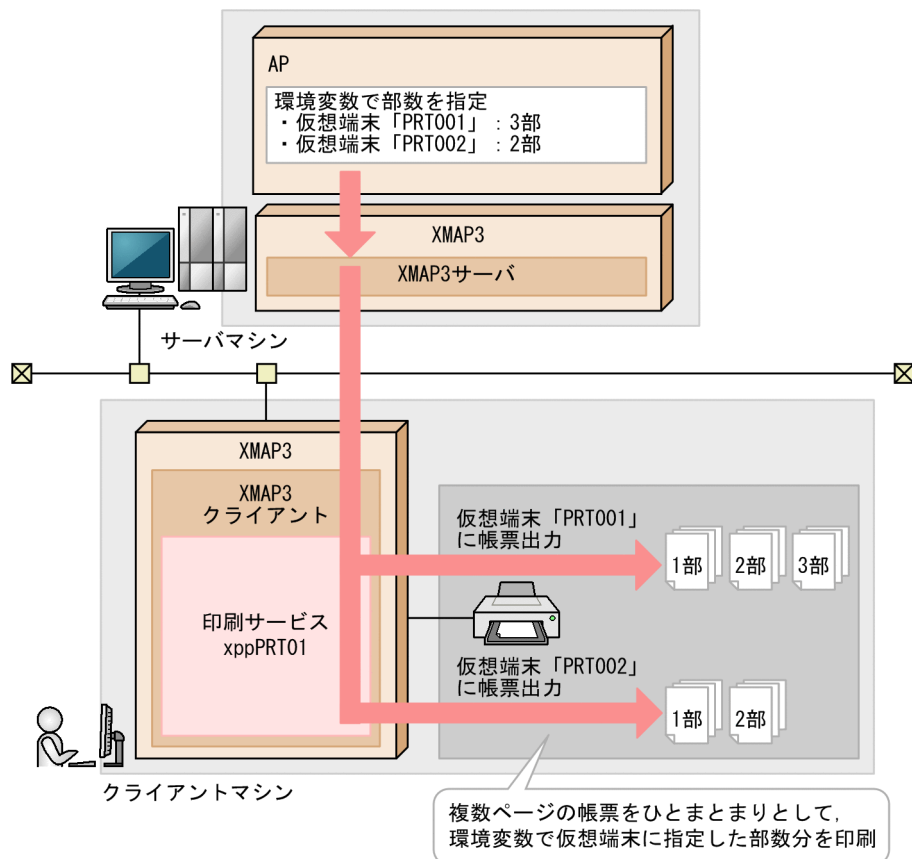 AP
環境変数で部数を指定
・仮想端末「PRT001」：3部
・仮想端末「PRT002」：2部
XMAP3
XMAP3サーバ
サーバマシン
XMAP3
XMAP3
クライアント
印刷サービス
xppPRT01
仮想端末「PRT001」
に帳票出力
1部 2部 3部
仮想端末「PRT002」
に帳票出力
1部 2部
クライアントマシン
複数ページの帳票をひとまとまりとして，
環境変数で仮想端末に指定した部数分を印刷